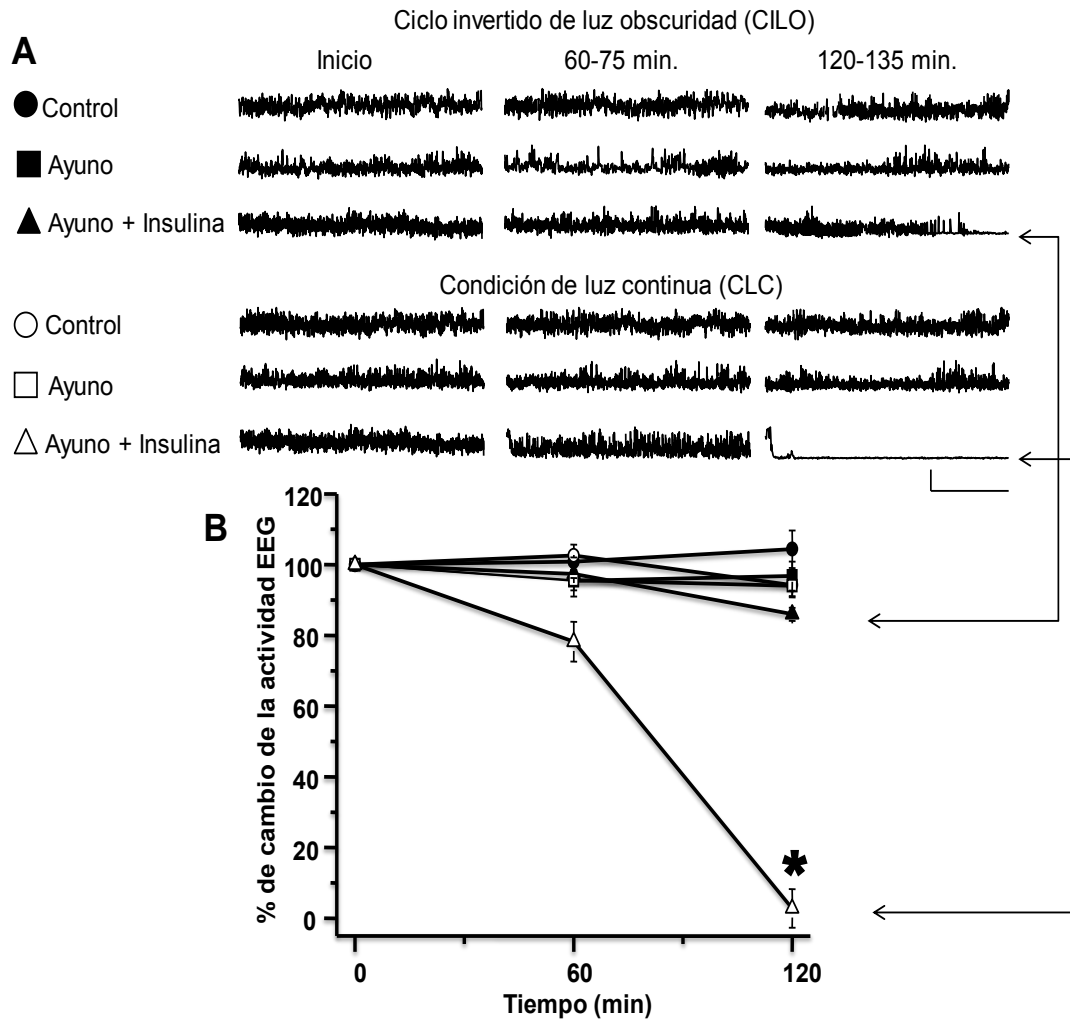 Ciclo invertido de luz obscuridad (CILO)
A
Inicio 60-75 min. 120-135 min.
Control
Ayuno
Ayuno + Insulina
Condición de luz continua (CLC)
Control
Ayuno
Ayuno + Insulina
B
% de cambio de la actividad EEG
120
100
80
60
40
20
0
*
0 60 120
Tiempo (min)